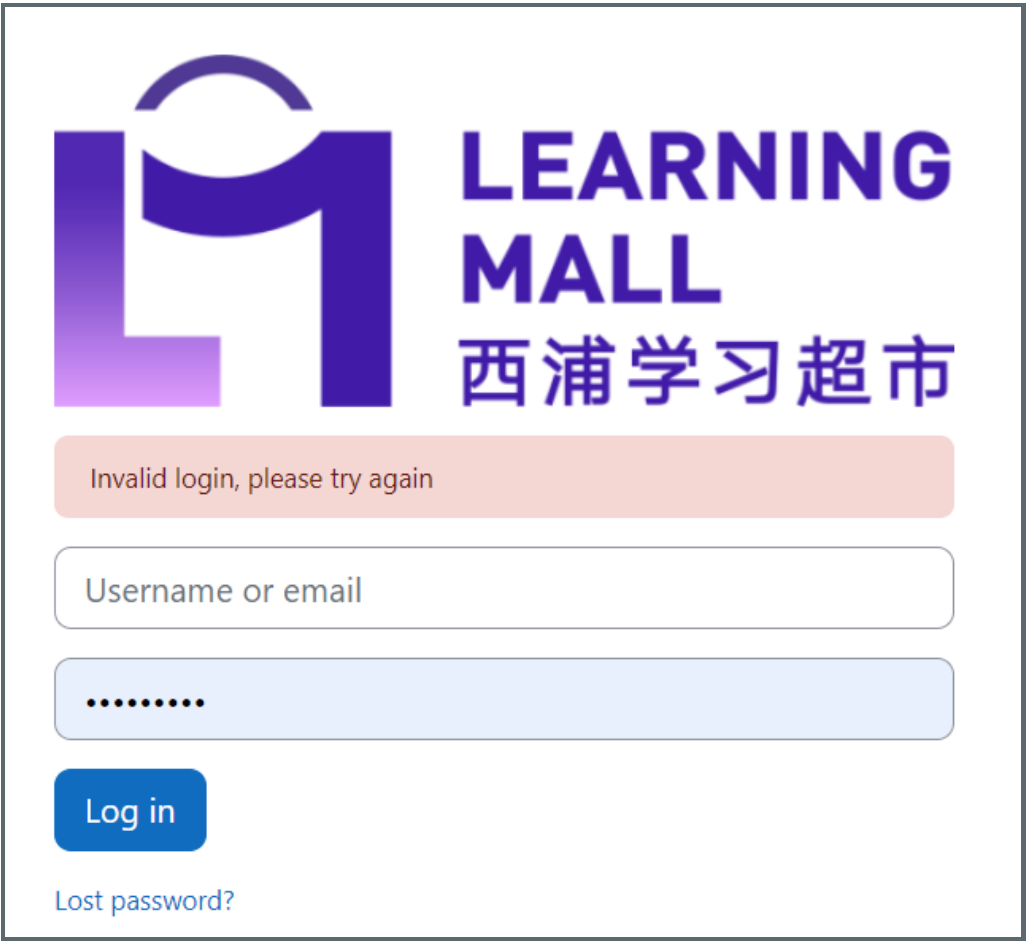 LEARNING
MALL
西浦学习超市
Invalid login, please try again
Username or email
•••••••••
Log in
Lost password?